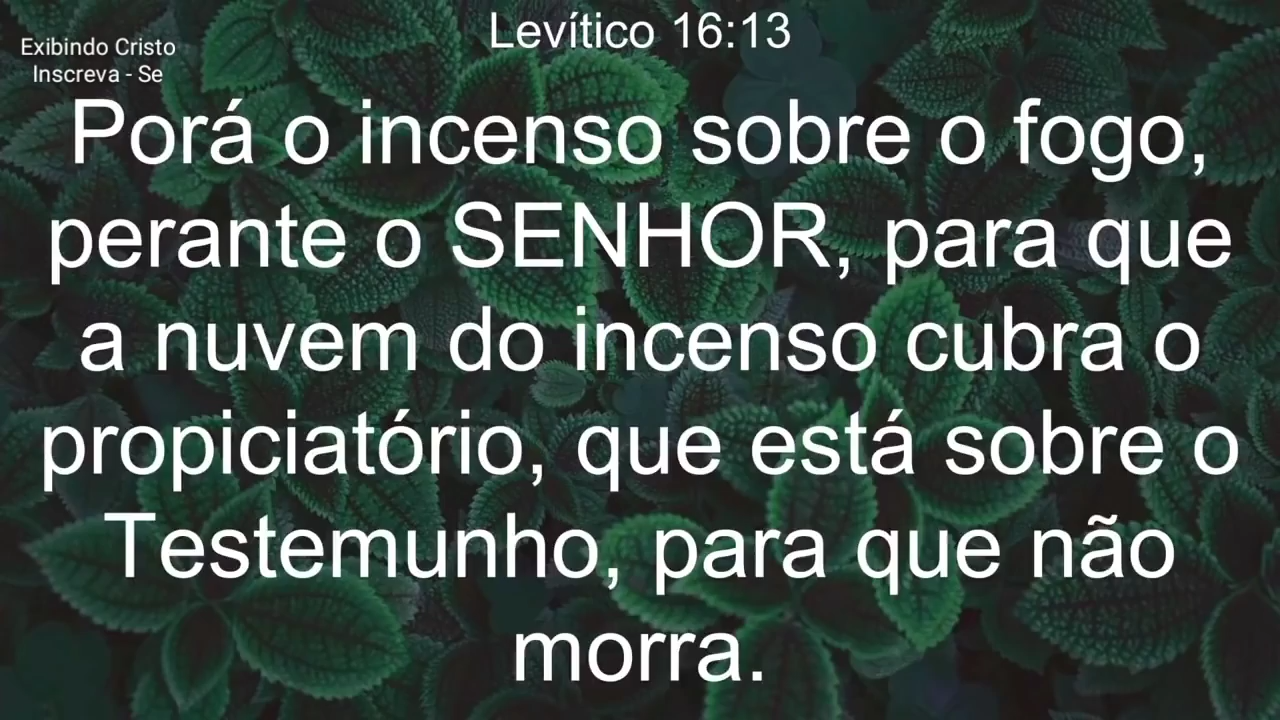 Levítico 16:13
Exibindo Cristo
Inscreva - Se
Porá o incenso sobre o fogo,
perante o SENHOR, para que
a nuvem do incenso cubra o
propiciatório, que está sobre o
Testemunho, para que não
morra.